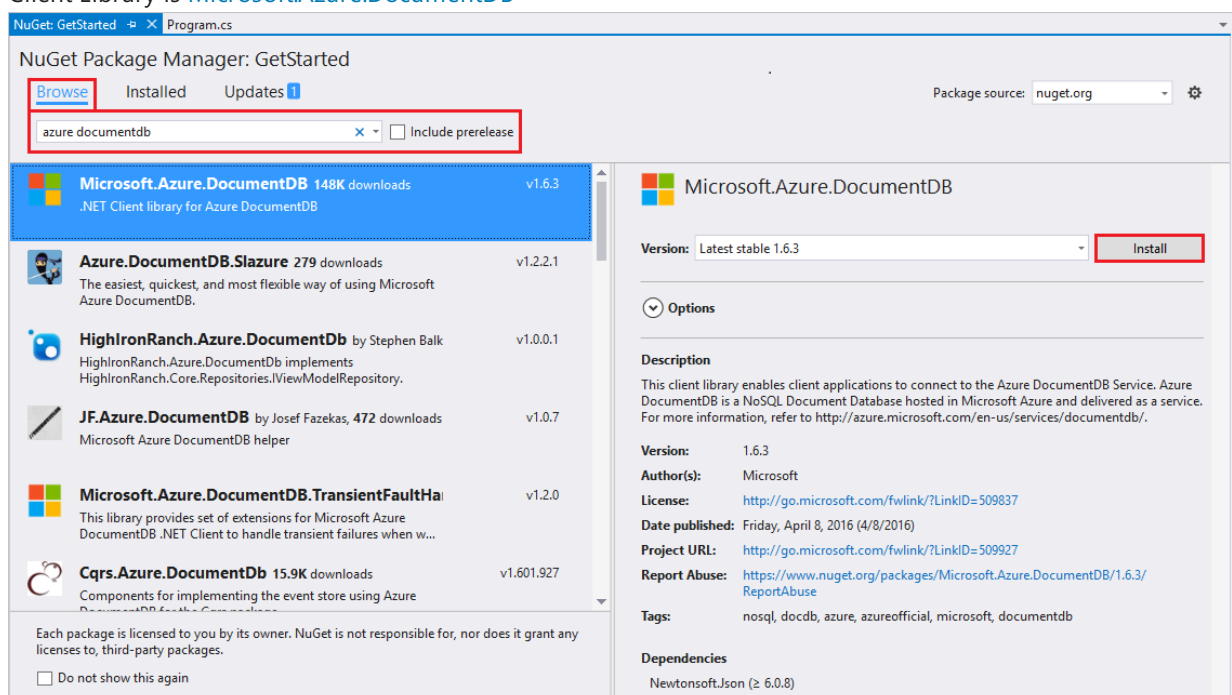 Client Library is Microsoft.Azure.DocumentDB
NuGet: GetStarted Program.cs
NuGet Package Manager: GetStarted
Browse Installed Updates 1
Package source: nuget.org
azure documentdb Include prerelease
Microsoft.Azure.DocumentDB 148K downloads v1.6.3
.NET Client library for Azure DocumentDB
Azure.DocumentDB.Slazure 279 downloads v1.2.2.1
The easiest, quickest, and most flexible way of using Microsoft
Azure DocumentDB.
HighIronRanch.Azure.DocumentDb by Stephen Balk v1.0.0.1
HighIronRanch.Azure.DocumentDb implements
HighIronRanch.Core.Repositories.IViewModelRepository.
JF.Azure.DocumentDB by Josef Fazekas, 472 downloads v1.0.7
Microsoft Azure DocumentDB helper
Microsoft.Azure.DocumentDB.TransientFaultHa v1.2.0
This library provides set of extensions for Microsoft Azure
DocumentDB .NET Client to handle transient failures when w...
Cqrs.Azure.DocumentDb 15.9K downloads v1.601.927
Components for implementing the event store using Azure
DocumentDB for the Cqrs package
Each package is licensed to you by its owner. NuGet is not responsible for, nor does it grant any
licenses to, third-party packages.
Do not show this again
Microsoft.Azure.DocumentDB
Version: Latest stable 1.6.3 Install
Options
Description
This client library enables client applications to connect to the Azure DocumentDB Service. Azure
DocumentDB is a NoSQL Document Database hosted in Microsoft Azure and delivered as a service.
For more information, refer to http://azure.microsoft.com/en-us/services/documentdb/.
Version: 1.6.3
Author(s): Microsoft
License: http://go.microsoft.com/fwlink/?LinkID=509837
Date published: Friday, April 8, 2016 (4/8/2016)
Project URL: http://go.microsoft.com/fwlink/?LinkID=509927
Report Abuse: https://www.nuget.org/packages/Microsoft.Azure.DocumentDB/1.6.3/
ReportAbuse
Tags: nosql, docdb, azure, azureofficial, microsoft, documentdb
Dependencies
Newtonsoft.Json (≥ 6.0.8)